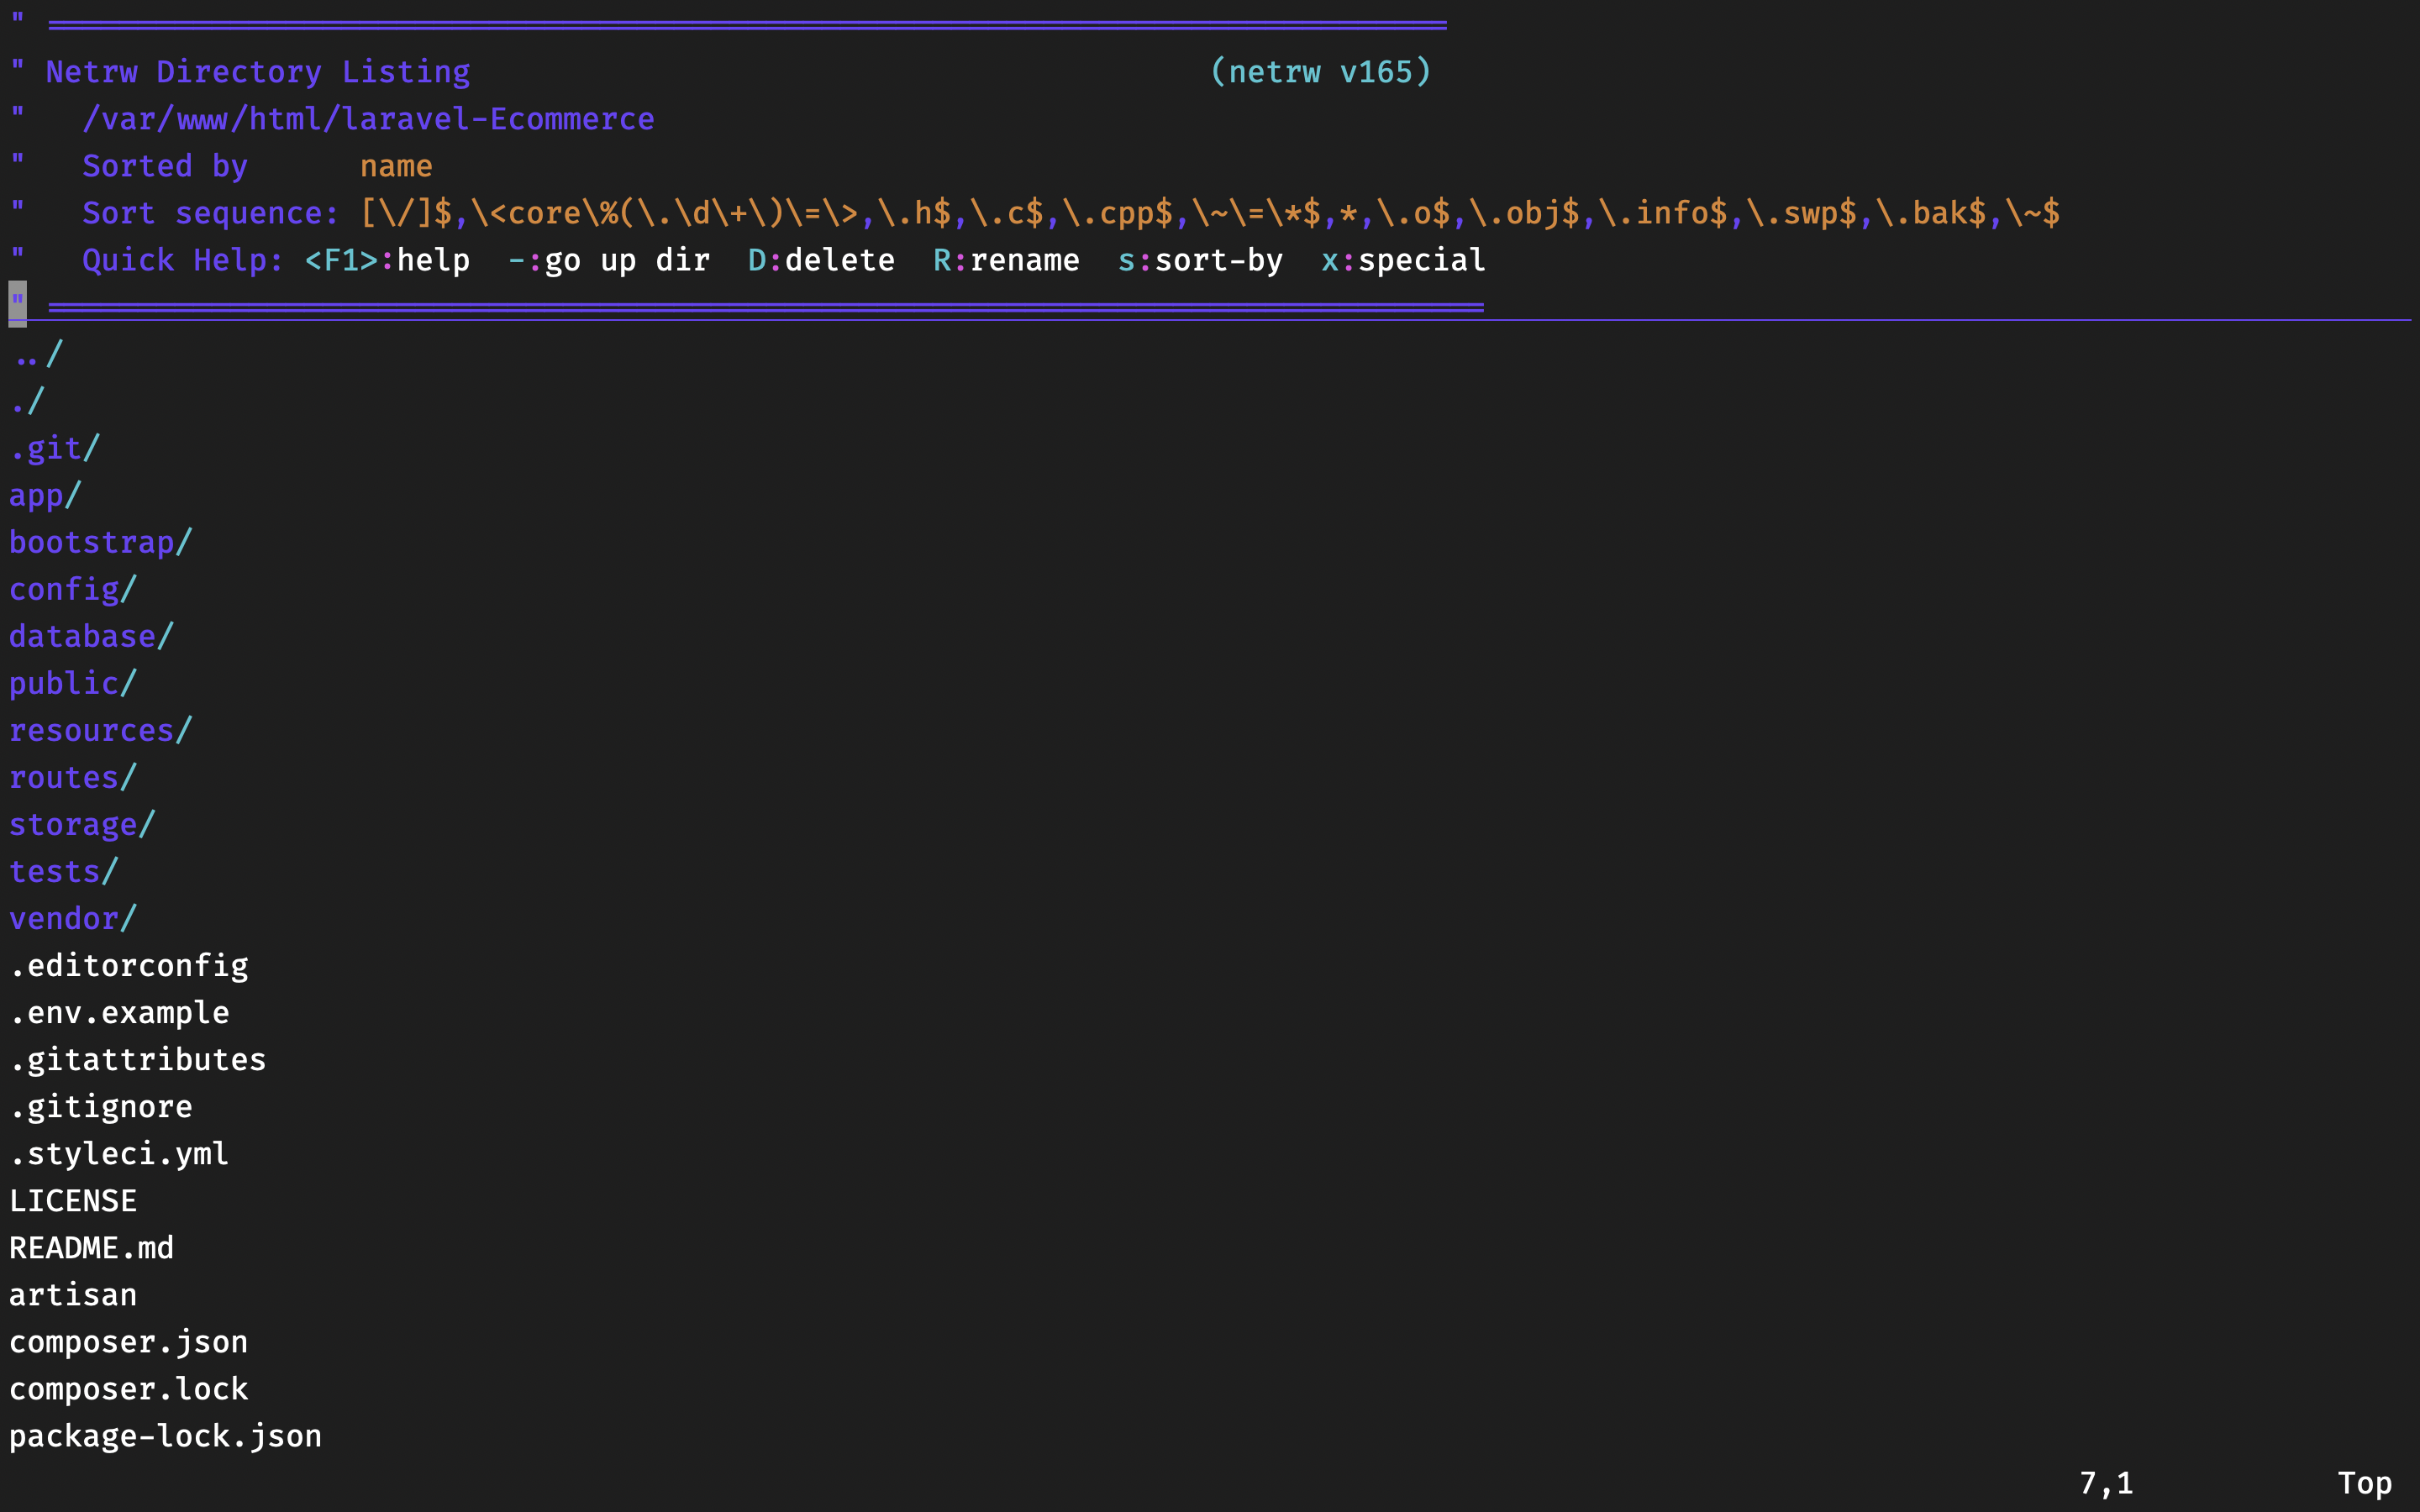 " ============================================================================
" Netrw Directory Listing                                        (netrw v165)
"   /var/www/html/laravel-Ecommerce
"   Sorted by      name
"   Sort sequence: [\/]$,\<core\%(\.\d\+\)\=\>,\.h$,\.c$,\.cpp$,\~\=\*$,*,\.o$,\.obj$,\.info$,\.swp$,\.bak$,\~$
"   Quick Help: <F1>:help  -:go up dir  D:delete  R:rename  s:sort-by  x:special
" ==============================================================================
../
./
.git/
app/
bootstrap/
config/
database/
public/
resources/
routes/
storage/
tests/
vendor/
.editorconfig
.env.example
.gitattributes
.gitignore
.styleci.yml
LICENSE
README.md
artisan
composer.json
composer.lock
package-lock.json
7,1           Top